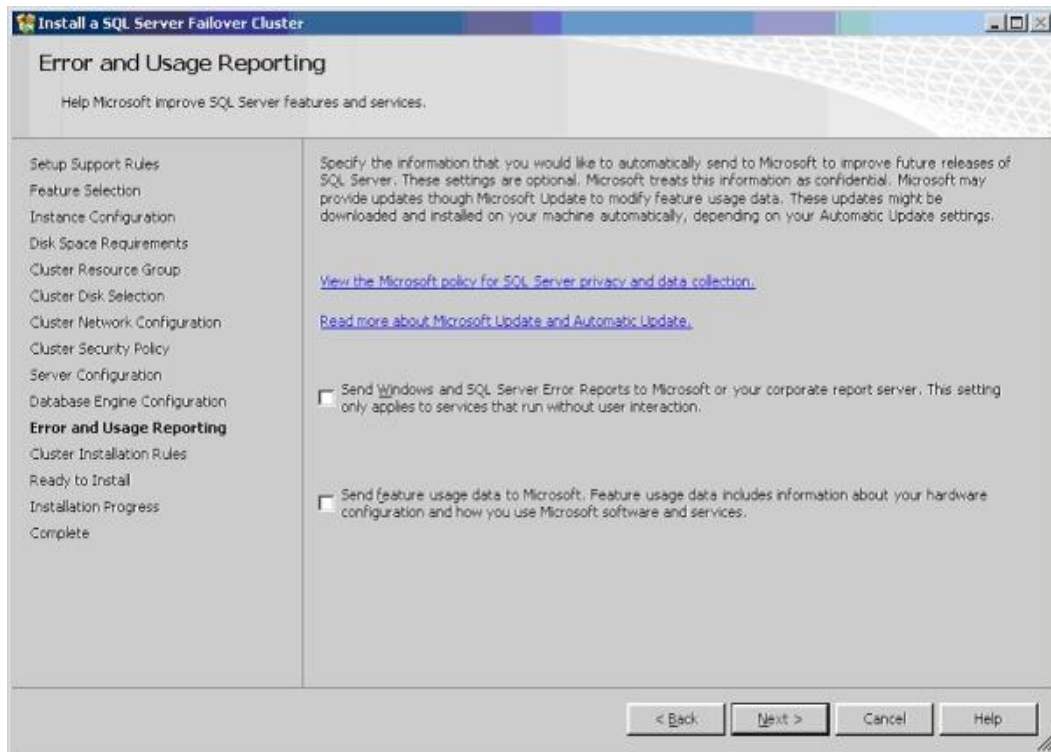 Install a SQL Server Failover Cluster
Error and Usage Reporting
Help Microsoft improve SQL Server features and services.
Setup Support Rules
Feature Selection
Instance Configuration
Disk Space Requirements
Cluster Resource Group
Cluster Disk Selection
Cluster Network Configuration
Cluster Security Policy
Server Configuration
Database Engine Configuration
Error and Usage Reporting
Cluster Installation Rules
Ready to Install
Installation Progress
Complete
Specify the information that you would like to automatically send to Microsoft to improve future releases of
SQL Server. These settings are optional. Microsoft treats this information as confidential. Microsoft may
provide updates though Microsoft Update to modify feature usage data. These updates might be
downloaded and installed on your machine automatically, depending on your Automatic Update settings.
View the Microsoft policy for SQL Server privacy and data collection.
Read more about Microsoft Update and Automatic Update.
Send Windows and SQL Server Error Reports to Microsoft or your corporate report server. This setting
only applies to services that run without user interaction.
Send feature usage data to Microsoft. Feature usage data includes information about your hardware
configuration and how you use Microsoft software and services.
< Back
Next >
Cancel
Help